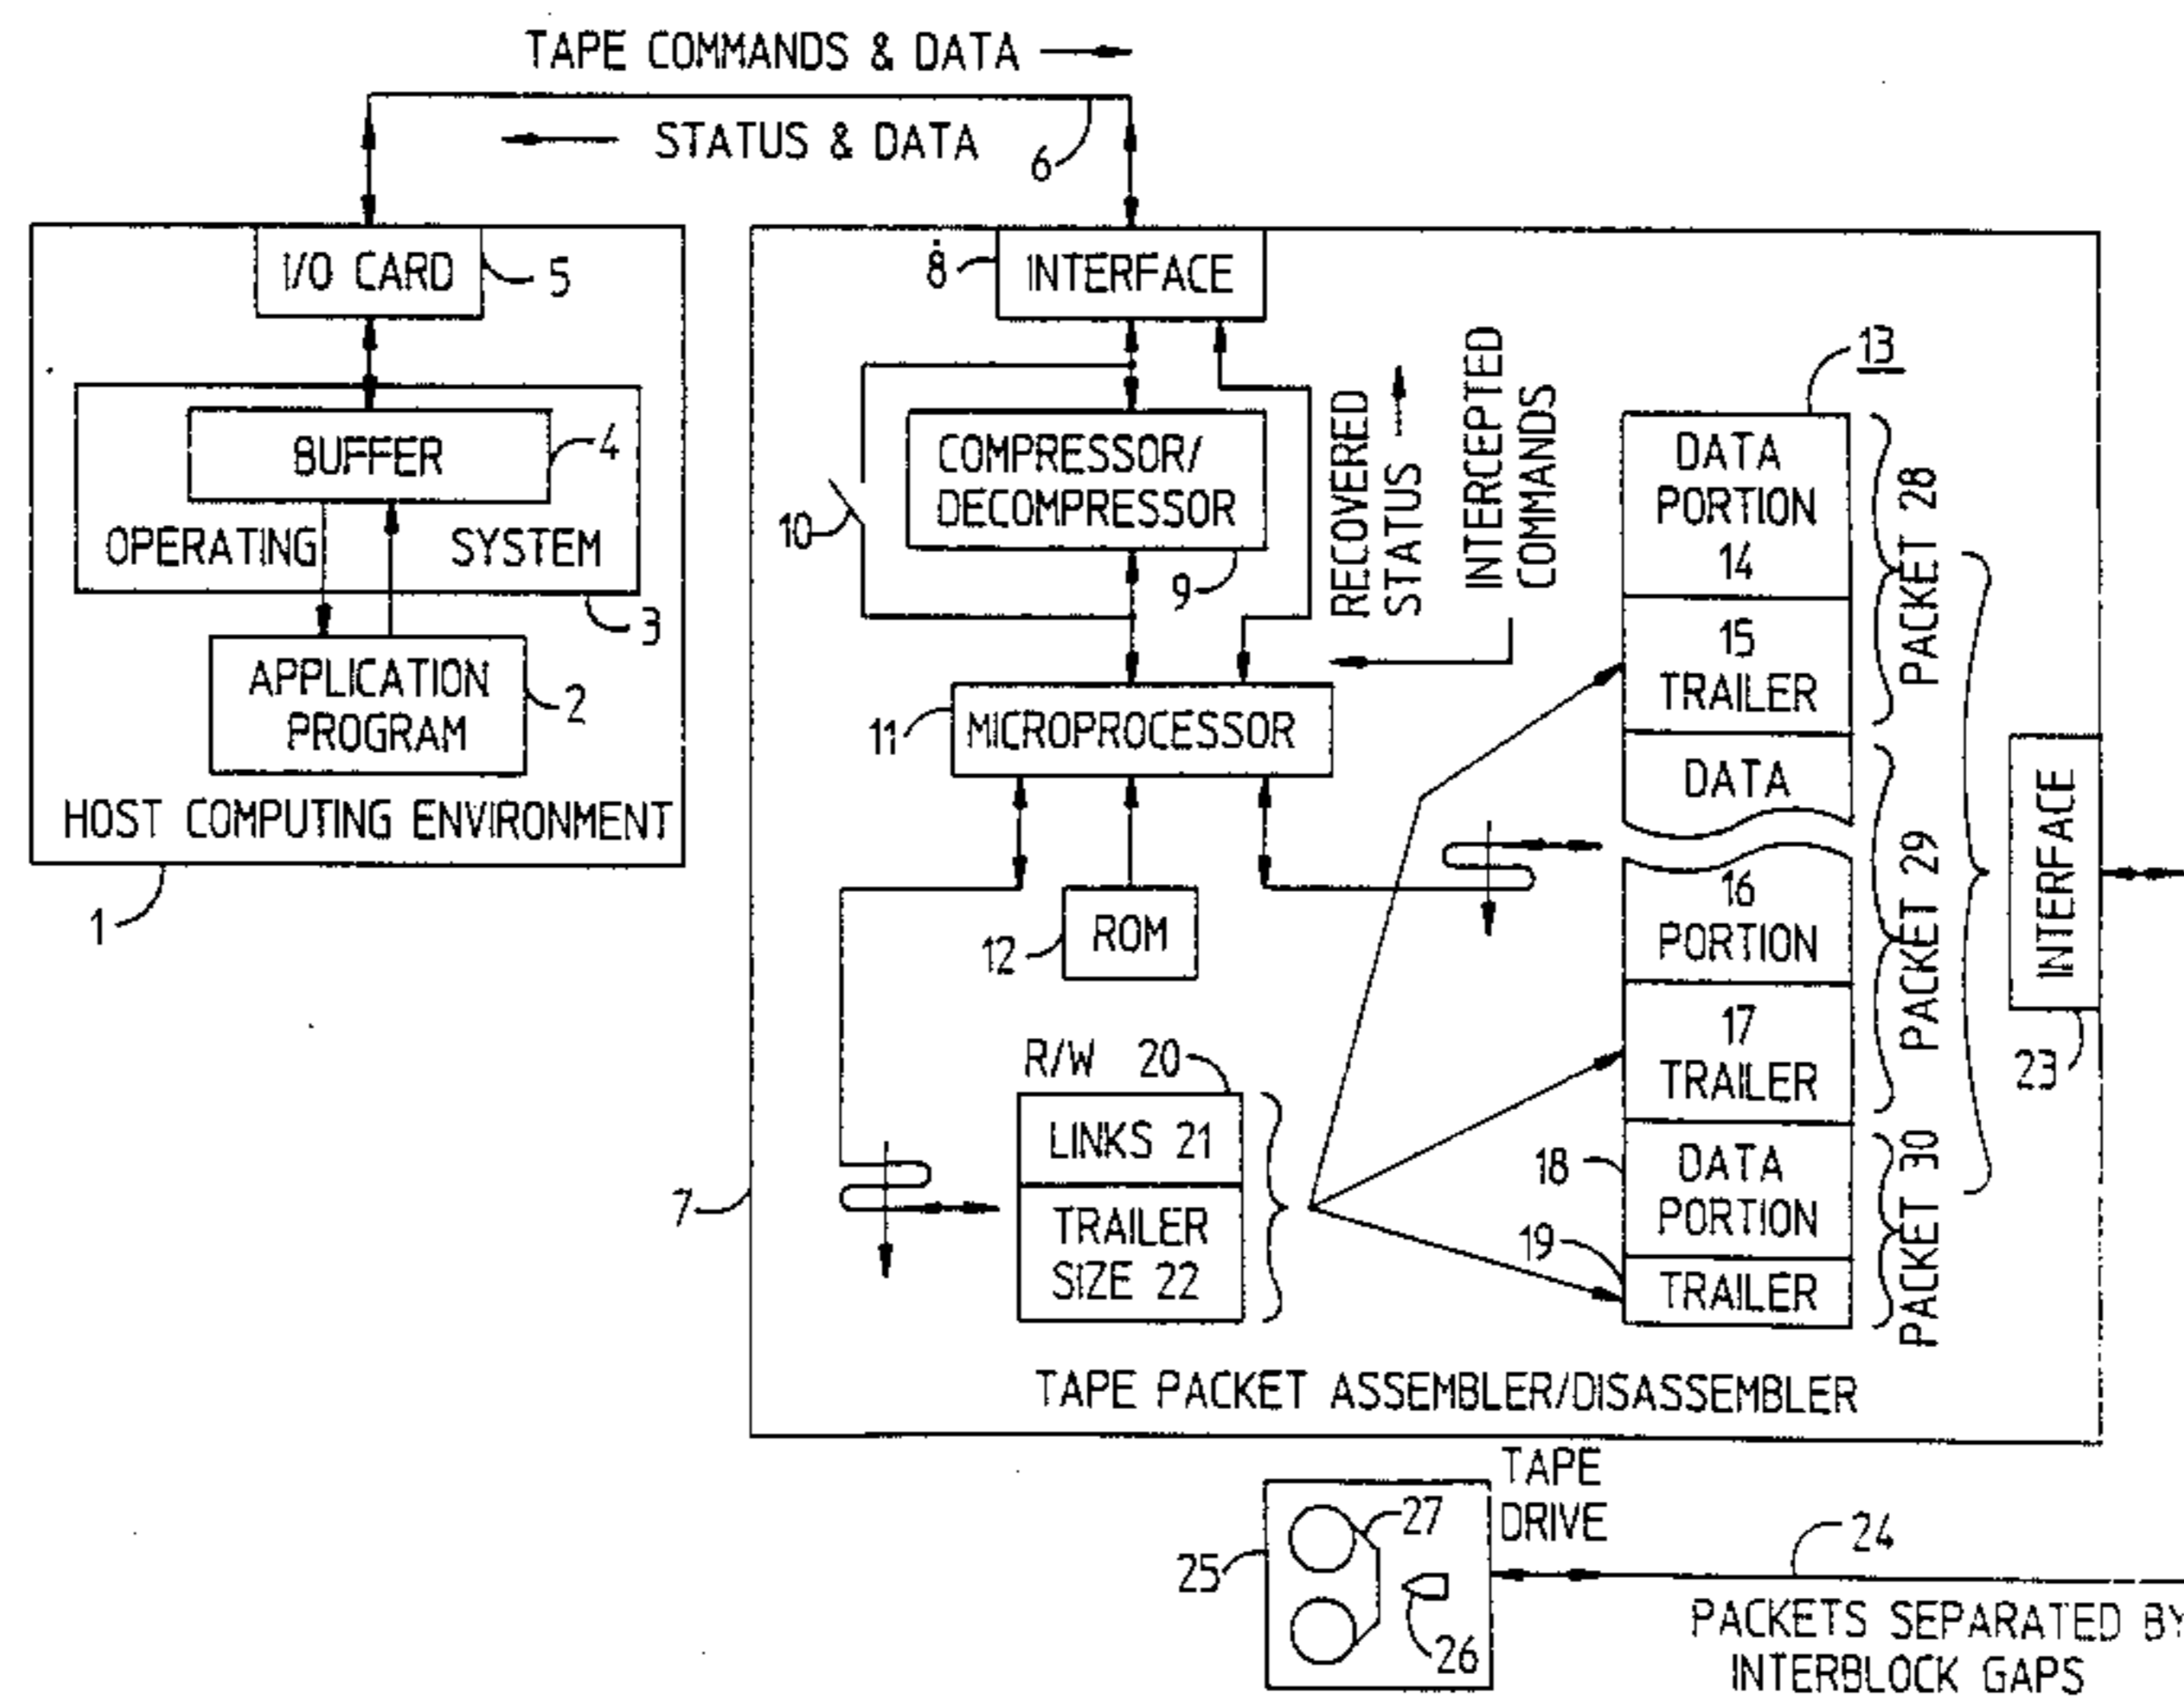 TAPE COMMANDS & DATA
STATUS & DATA
6
I/O CARD
5
BUFFER
4
OPERATING SYSTEM
3
APPLICATION
PROGRAM
2
HOST COMPUTING ENVIRONMENT
1
8
INTERFACE
COMPRESSOR/
DECOMPRESSOR
9
10
RECOVERED
STATUS
INTERCEPTED
COMMANDS
11
MICROPROCESSOR
12
ROM
R/W 20
LINKS 21
TRAILER
SIZE 22
7
13
DATA
PORTION
14
15
TRAILER
DATA
16
PORTION
17
TRAILER
18
DATA
PORTION
19
TRAILER
PACKET 28
PACKET 29
PACKET 30
INTERFACE
23
TAPE PACKET ASSEMBLER/DISASSEMBLER
TAPE
DRIVE
25
27
26
24
PACKETS SEPARATED BY
INTERBLOCK GAPS